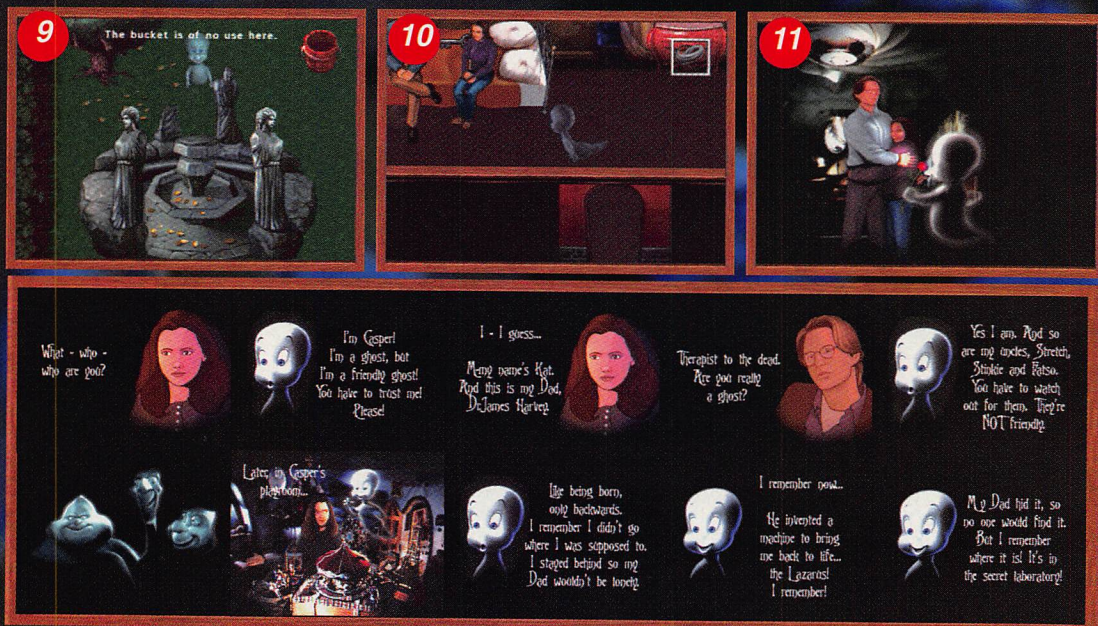 9
The bucket is of no use here.
10
11
What - who -
who are you?
I'm Casper!
I'm a ghost, but
I'm a friendly ghost!
You have to trust me!
Please!
I - I guess...
M-my name's Kat.
And this is my Dad,
Dr.James Harvey.
Therapist to the dead.
Are you really
a ghost?
Yes I am. And so
are my uncles, Stretch,
Stinkie and Fatso.
You have to watch
out for them. They're
NOT friendly.
Later, in Casper's
playroom...
Like being born,
only backwards.
I remember I didn't go
where I was supposed to.
I stayed behind so my
Dad wouldn't be lonely.
I remember now...
He invented a
machine to bring
me back to life...
the Lazarus!
I remember!
My Dad hid it, so
no one would find it.
But I remember
where it is! It's in
the secret laboratory!